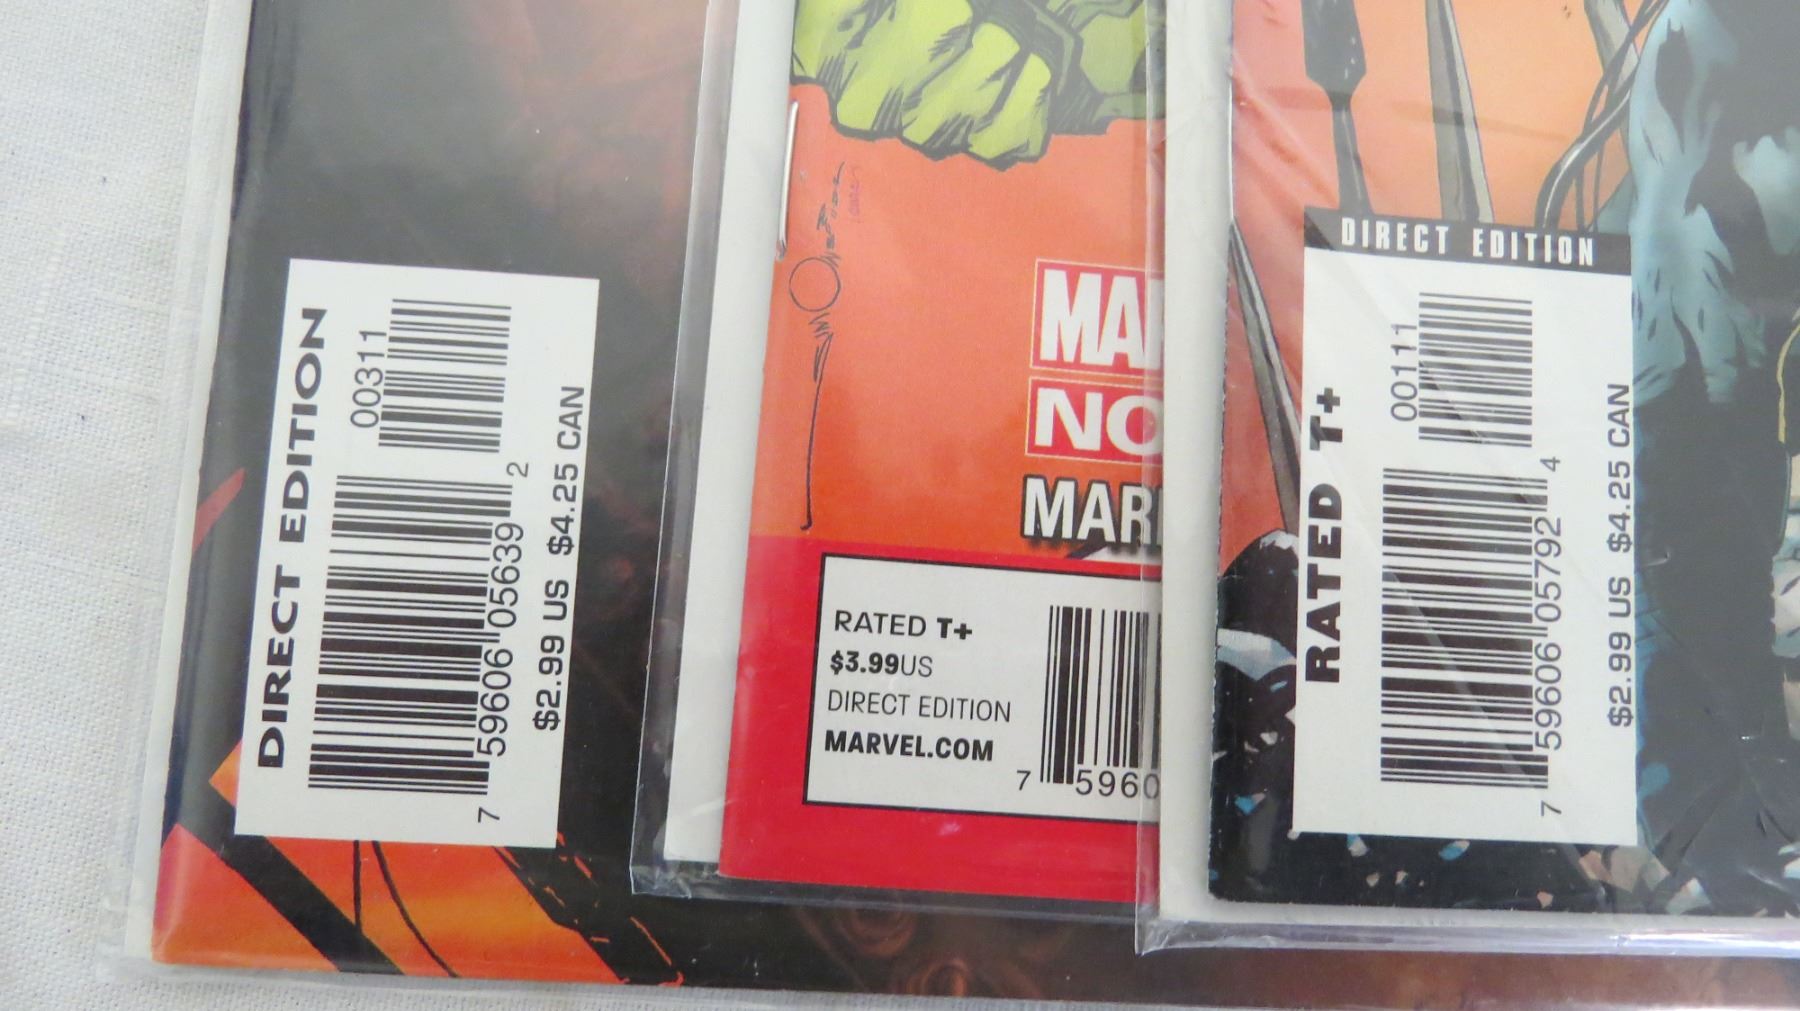 DIRECT EDITION
00311
7 59606 05639 2
$2.99 US $4.25 CAN
MAR
NO
MAR
RATED T+
$3.99US
DIRECT EDITION
MARVEL.COM
7 5960
DIRECT EDITION
RATED T+
00111
7 59606 05792 4
$2.99 US $4.25 CAN